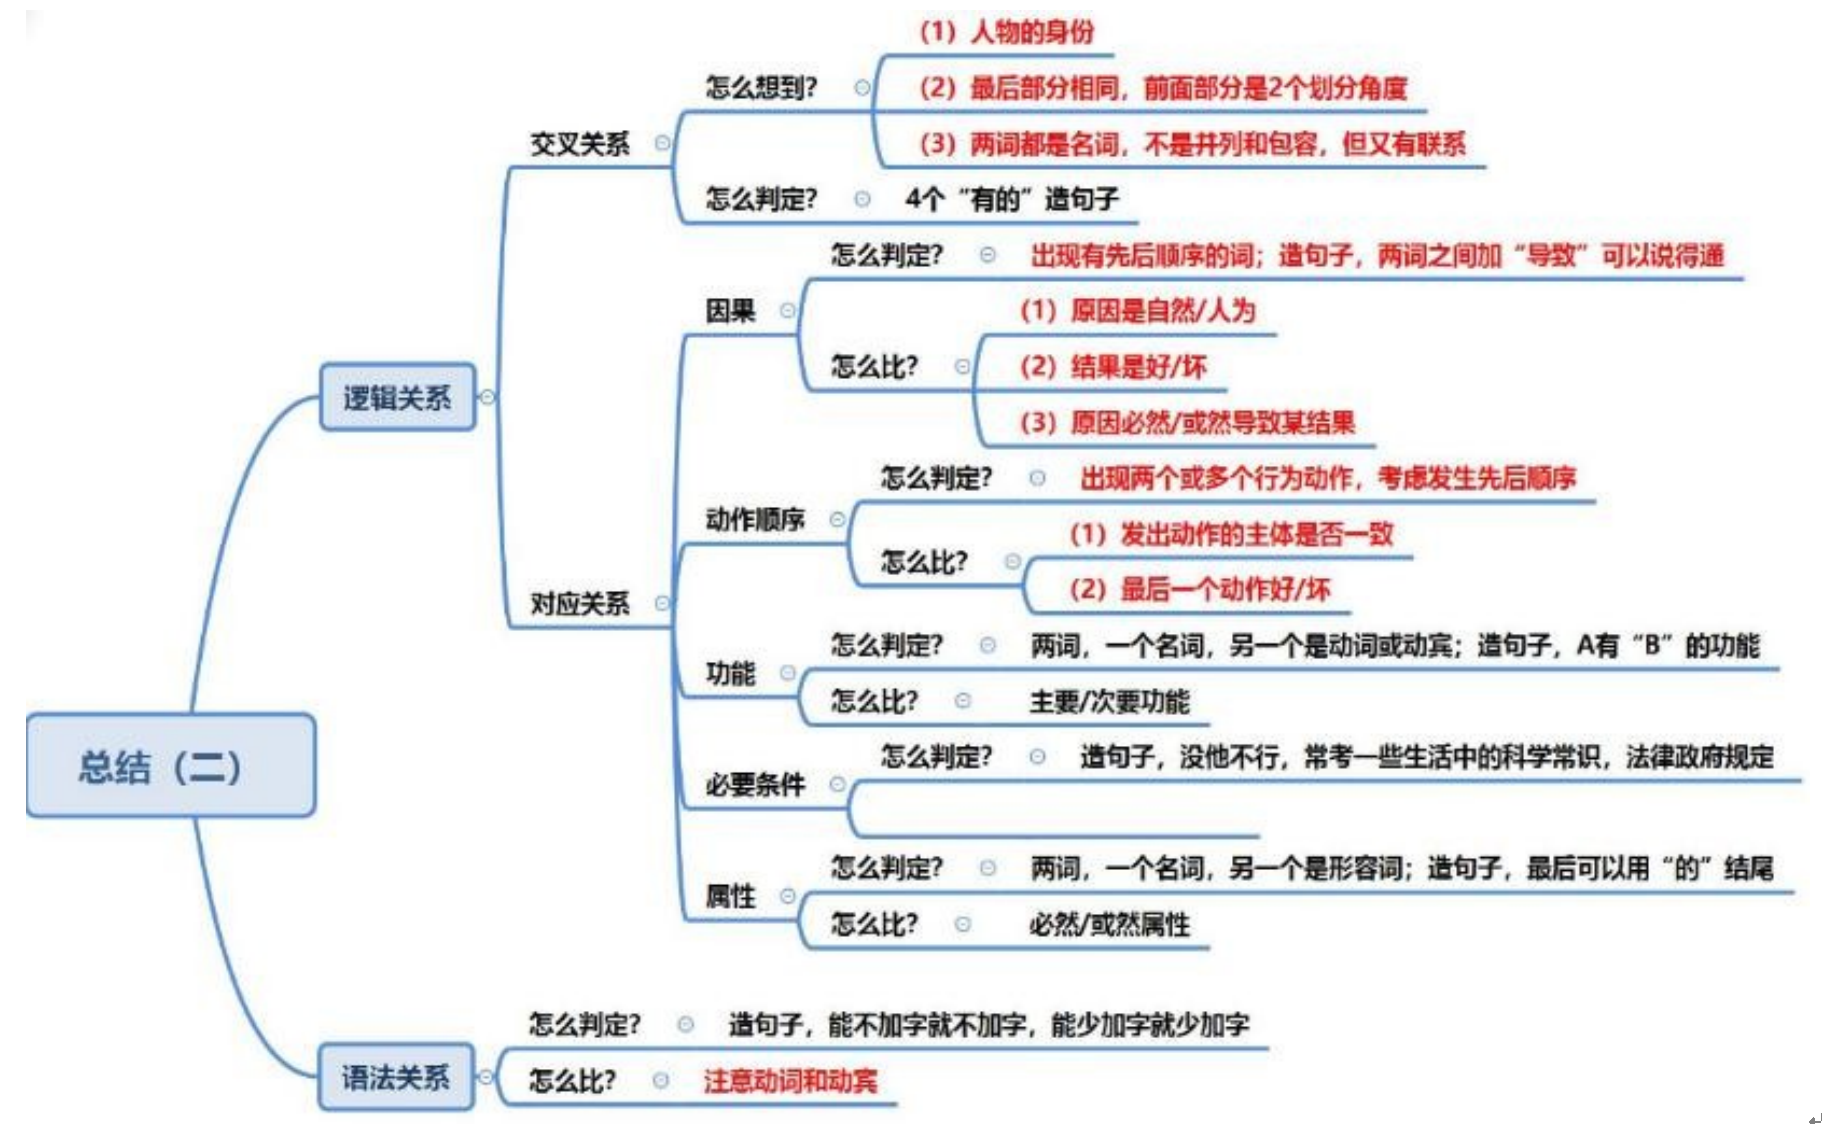 总结（二）
逻辑关系
交叉关系
怎么想到？
（1）人物的身份
（2）最后部分相同，前面部分是2个划分角度
（3）两词都是名词，不是并列和包容，但又有联系
怎么判定？
4个“有的”造句子
对应关系
因果
怎么判定？
出现有先后顺序的词；造句子，两词之间加“导致”可以说得通
怎么比？
（1）原因是自然/人为
（2）结果是好/坏
（3）原因必然/或然导致某结果
动作顺序
怎么判定？
出现两个或多个行为动作，考虑发生先后顺序
怎么比？
（1）发出动作的主体是否一致
（2）最后一个动作好/坏
功能
怎么判定？
两词，一个名词，另一个是动词或动宾；造句子，A有“B”的功能
怎么比？
主要/次要功能
必要条件
怎么判定？
造句子，没他不行，常考一些生活中的科学常识，法律政府规定
属性
怎么判定？
两词，一个名词，另一个是形容词；造句子，最后可以用“的”结尾
怎么比？
必然/或然属性
语法关系
怎么判定？
造句子，能不加字就不加字，能少加字就少加字
怎么比？
注意动词和动宾